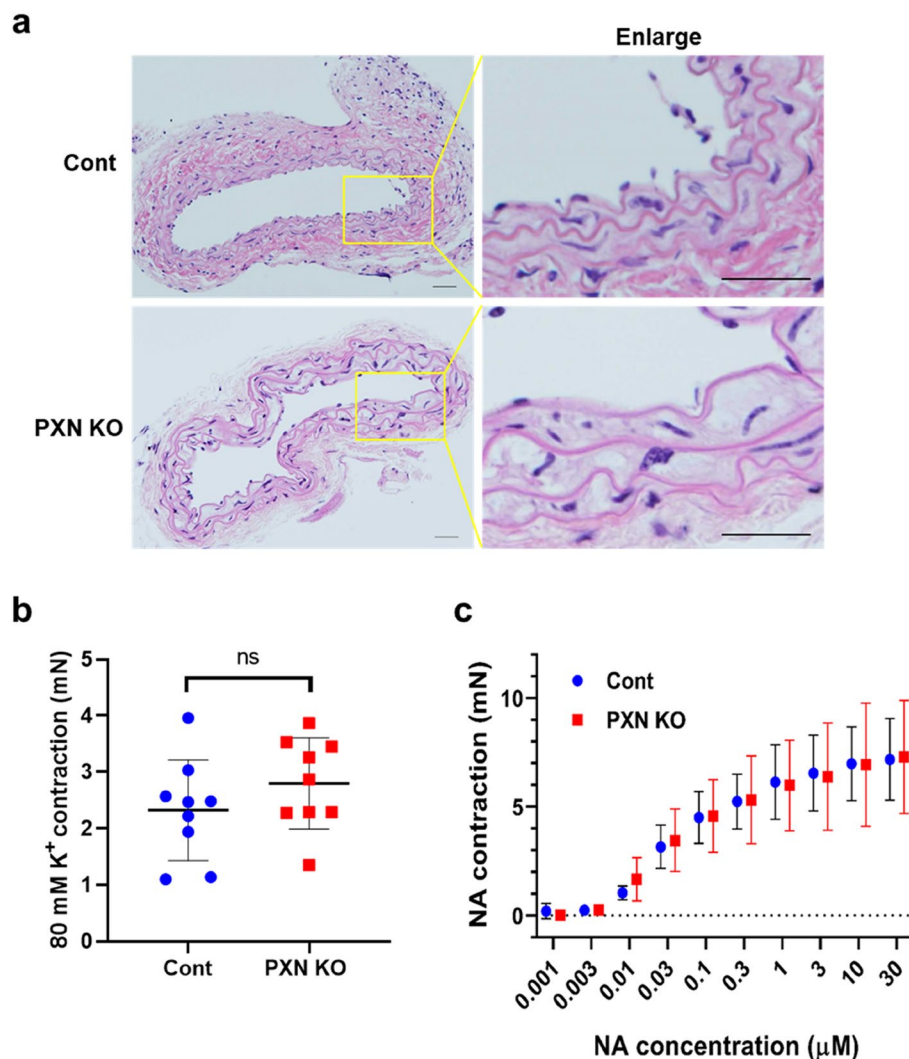 a
Enlarge
Cont
PXN KO
b
80 mM K⁺ contraction (mN)
5
4
3
2
1
0
ns
Cont
PXN KO
c
NA contraction (mN)
10
5
0
Cont
PXN KO
0.001
0.003
0.01
0.03
0.1
0.3
1
3
10
30
NA concentration (μM)